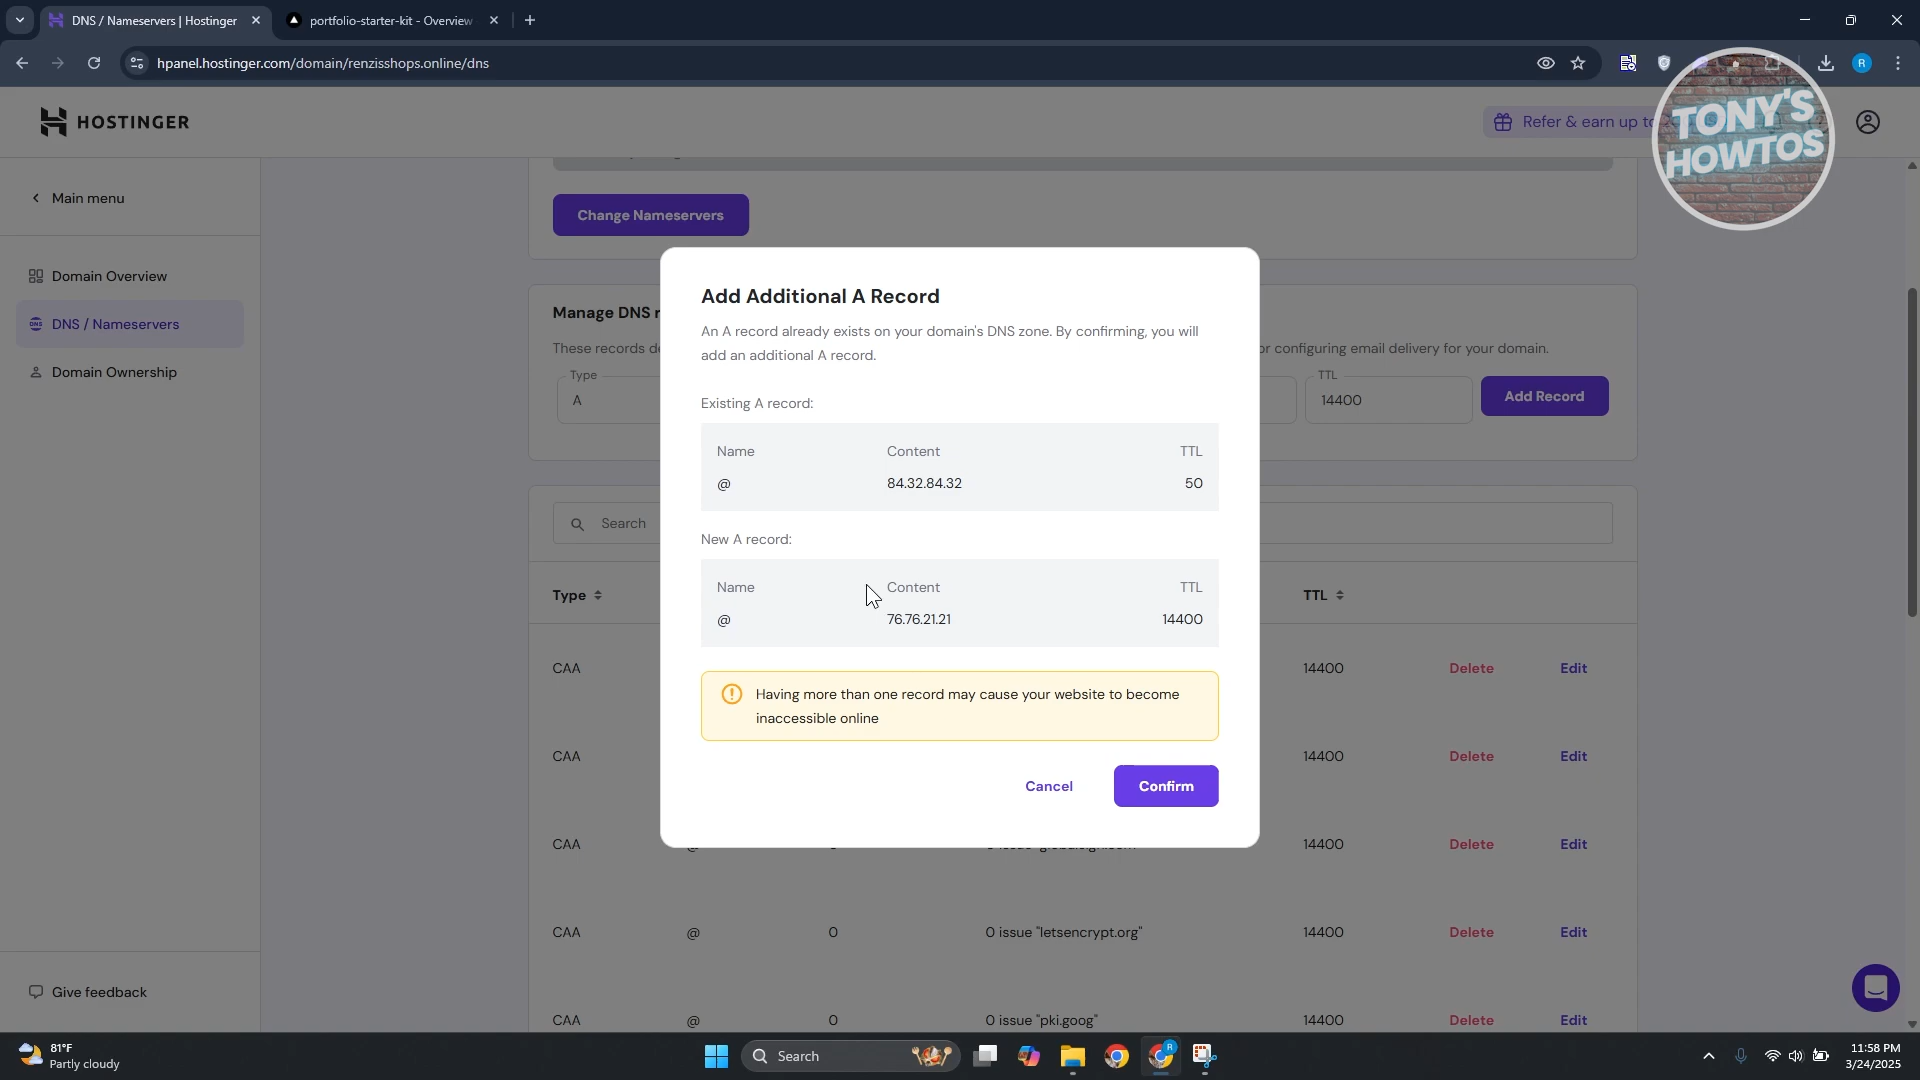 DNS / Nameservers | Hostinger
portfolio-starter-kit - Overview
hpanel.hostinger.com/domain/renzisshops.online/dns
R
HOSTINGER
Refer & earn up to
TONY'S
HOWTOS
Main menu
Change Nameservers
Domain Overview
DNS / Nameservers
Domain Ownership
Manage DNS r
These records de
or configuring email delivery for your domain.
Type
A
TTL
14400
Add Record
Search
Type
TTL
Add Additional A Record
An A record already exists on your domain's DNS zone. By confirming, you will
add an additional A record.
Existing A record:
Name Content TTL
@ 84.32.84.32 50
New A record:
Name Content TTL
@ 76.76.21.21 14400
Having more than one record may cause your website to become
inaccessible online
Cancel
Confirm
CAA 14400 Delete Edit
CAA 14400 Delete Edit
CAA 14400 Delete Edit
CAA @ 0 0 issue "letsencrypt.org" 14400 Delete Edit
CAA @ 0 0 issue "pki.goog" 14400 Delete Edit
Give feedback
81°F
Partly cloudy
Search
R
11:58 PM
3/24/2025